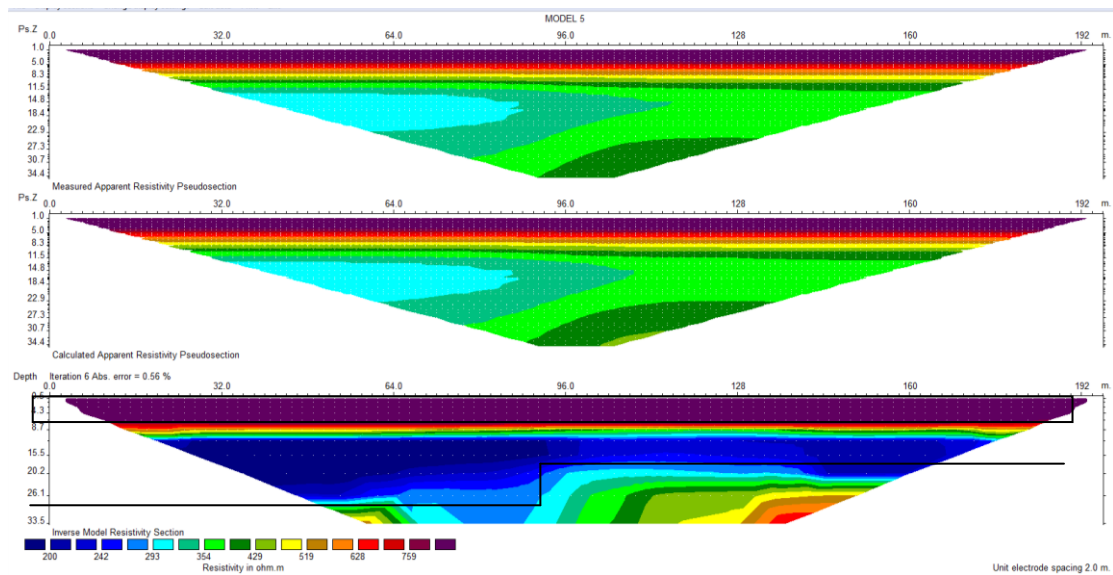 MODEL 5
Ps.Z 0.0 32.0 64.0 96.0 128 160 192 m.
1.0
5.0
8.3
11.5
14.8
18.4
22.9
27.3
30.7
34.4
Measured Apparent Resistivity Pseudosection
Ps.Z 0.0 32.0 64.0 96.0 128 160 192 m.
1.0
5.0
8.3
11.5
14.8
18.4
22.9
27.3
30.7
34.4
Calculated Apparent Resistivity Pseudosection
Depth Iteration 6 Abs. error = 0.56 %
0.0 32.0 64.0 96.0 128 160 192 m.
0.5
4.3
8.7
15.5
20.2
26.1
33.5
Inverse Model Resistivity Section
200 242 293 354 429 519 628 759
Resistivity in ohm.m
Unit electrode spacing 2.0 m.